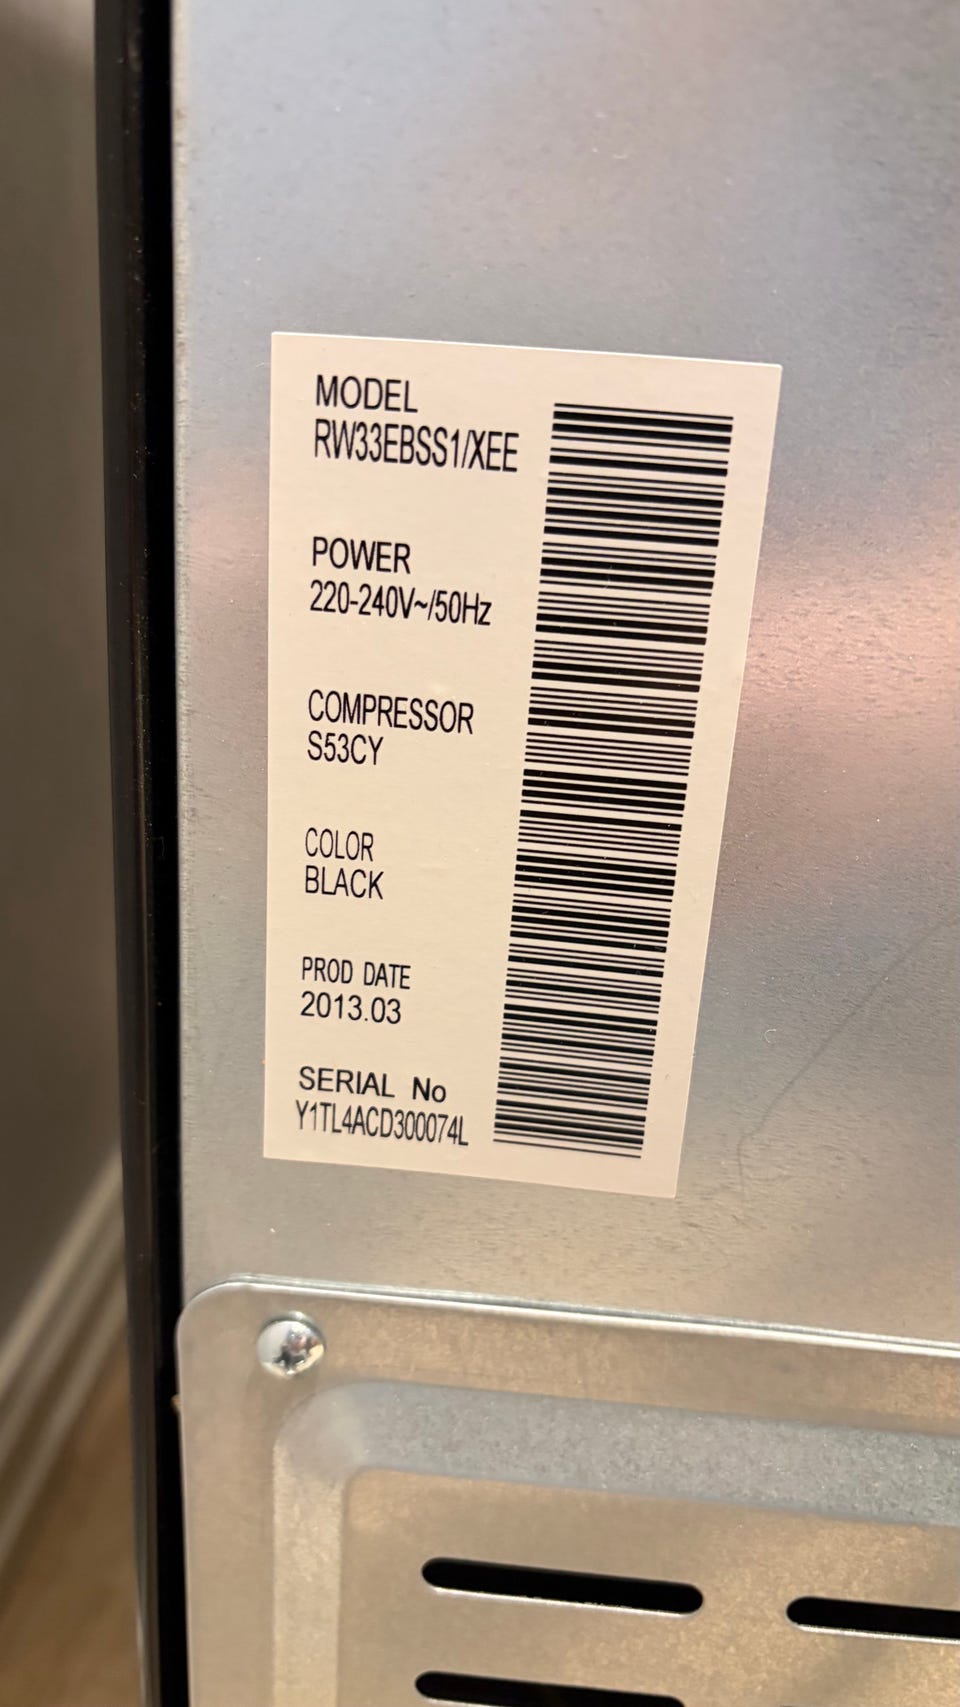 MODEL
RW33EBSS1/XEE
POWER
220-240V~/50Hz
COMPRESSOR
S53CY
COLOR
BLACK
PROD DATE
2013.03
SERIAL No
Y1TL4ACD300074L